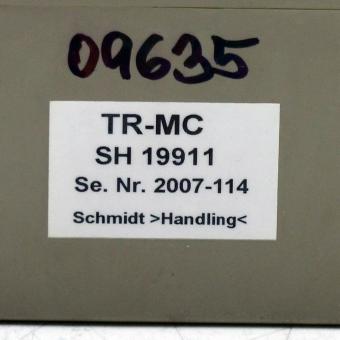 09635
TR-MC
SH 19911
Se. Nr. 2007-114
Schmidt >Handling<